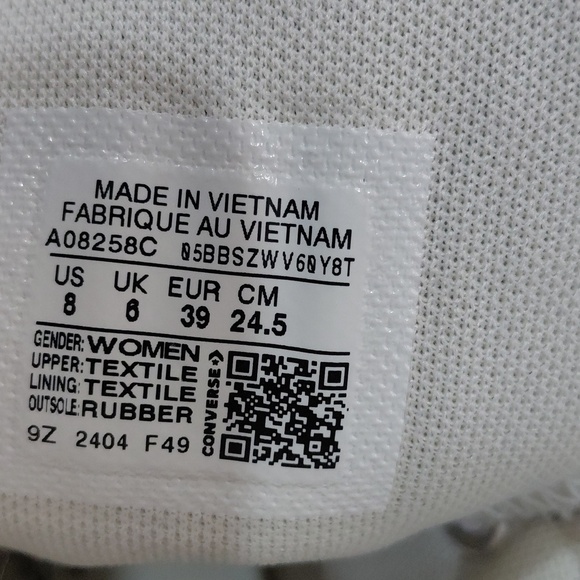 MADE IN VIETNAM
FABRIQUE AU VIETNAM
A08258C 05BBSZWV60Y8T
US UK EUR CM
8 6 39 24.5
GENDER: WOMEN
UPPER: TEXTILE
LINING: TEXTILE
OUTSOLE: RUBBER
9Z 2404 F49
CONVERSE